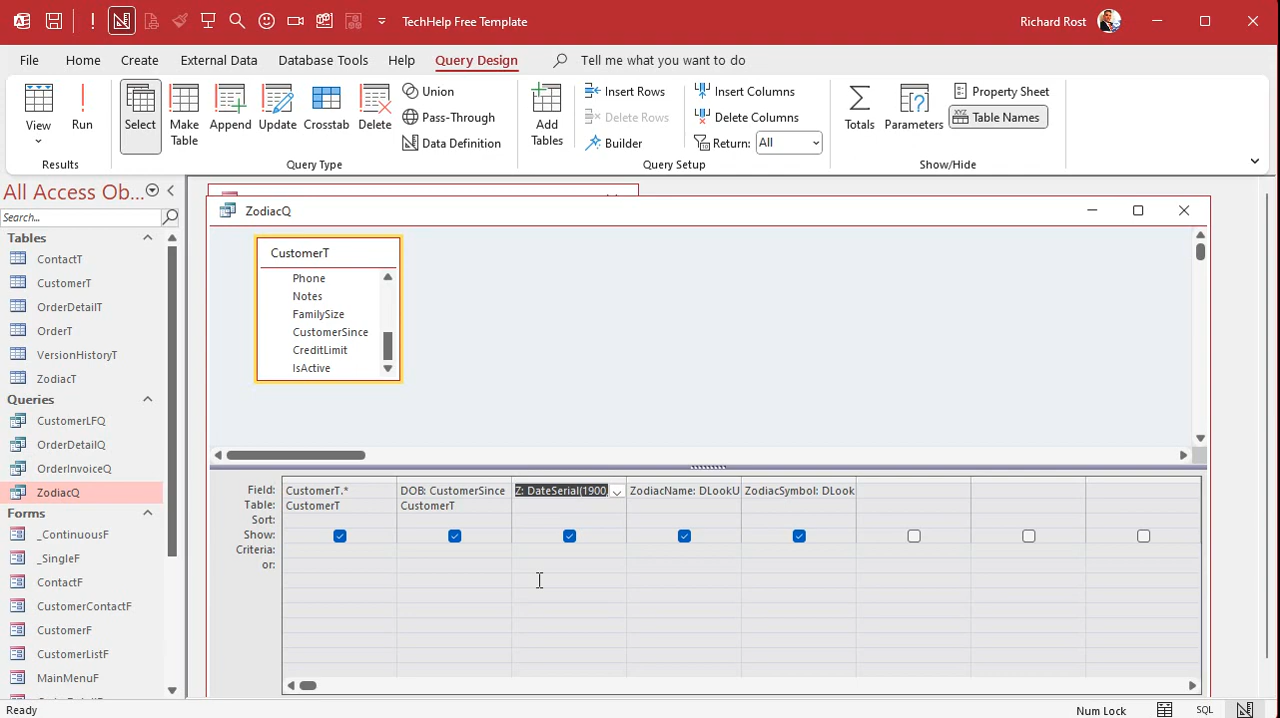 TechHelp Free Template
Richard Rost
File
Home
Create
External Data
Database Tools
Help
Query Design
Tell me what you want to do
View
Run
Results
Select
Make Table
Append
Update
Crosstab
Delete
Union
Pass-Through
Data Definition
Query Type
Add Tables
Insert Rows
Delete Rows
Builder
Insert Columns
Delete Columns
Return: All
Query Setup
Totals
Parameters
Property Sheet
Table Names
Show/Hide
All Access Ob...
Search...
Tables
ContactT
CustomerT
OrderDetailT
OrderT
VersionHistoryT
ZodiacT
Queries
CustomerLFQ
OrderDetailQ
OrderInvoiceQ
ZodiacQ
Forms
_ContinuousF
_SingleF
ContactF
CustomerContactF
CustomerF
CustomerListF
MainMenuF
ZodiacQ
CustomerT
Phone
Notes
FamilySize
CustomerSince
CreditLimit
IsActive
Field: CustomerT.* DOB: CustomerSince Z: DateSerial(1900, ZodiacName: DLookU ZodiacSymbol: DLook
Table: CustomerT CustomerT
Sort:
Show:
Criteria:
or:
Ready
Num Lock
SQL